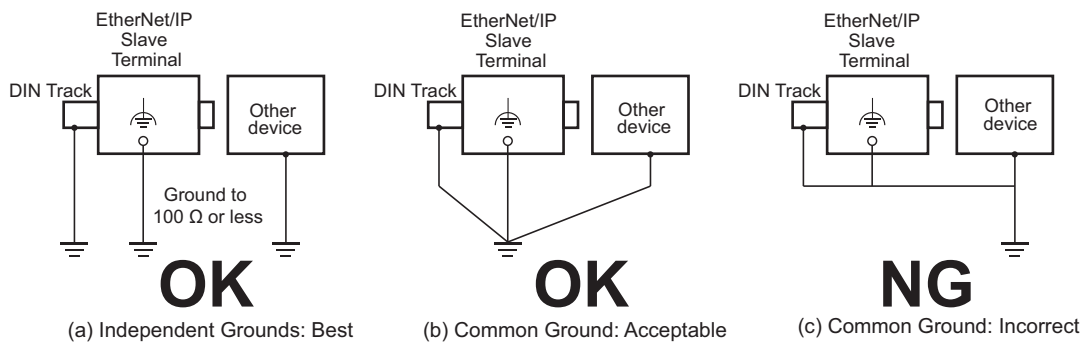 EtherNet/IP
Slave
Terminal
DIN Track
Other
device
Ground to
100 Ω or less
OK
(a) Independent Grounds: Best
EtherNet/IP
Slave
Terminal
DIN Track
Other
device
OK
(b) Common Ground: Acceptable
EtherNet/IP
Slave
Terminal
DIN Track
Other
device
NG
(c) Common Ground: Incorrect